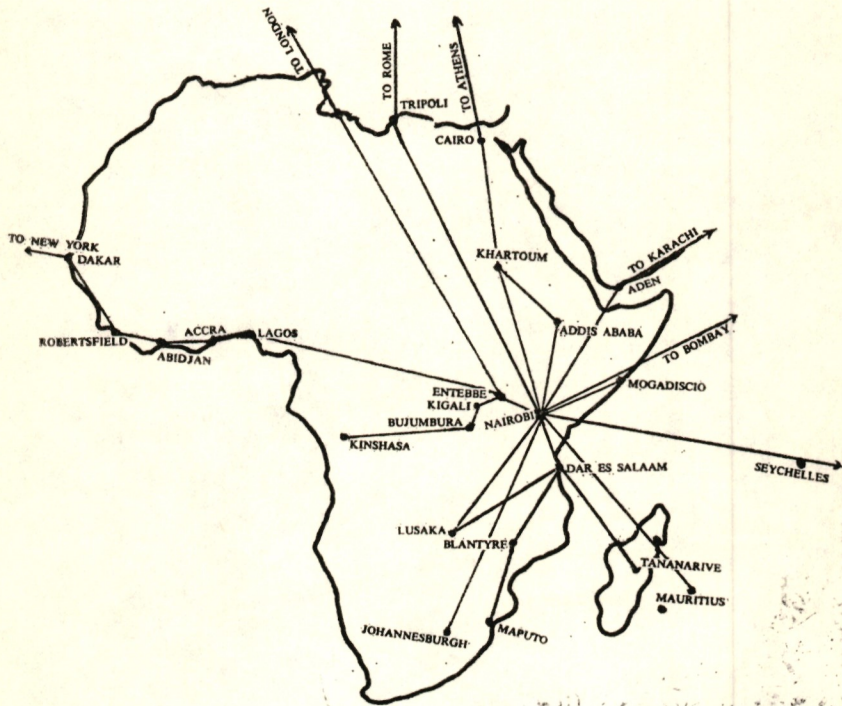 TO LONDON
TO ROME
TO ATHENS
TRIPOLI
CAIRO
TO NEW YORK
DAKAR
KHARTOUM
TO KARACHI
ADEN
ROBERTSFIELD
ABIDJAN
ACCRA
LAGOS
ADDIS ABABA
TO BOMBAY
MOGADISCIO
ENTEBBE
KIGALI
BUJUMBURA
NAIROBI
KINSHASA
DAR ES SALAAM
SEYCHELLES
LUSAKA
BLANTYRE
TANANARIVE
MAURITIUS
JOHANNESBURGH
MAPUTO